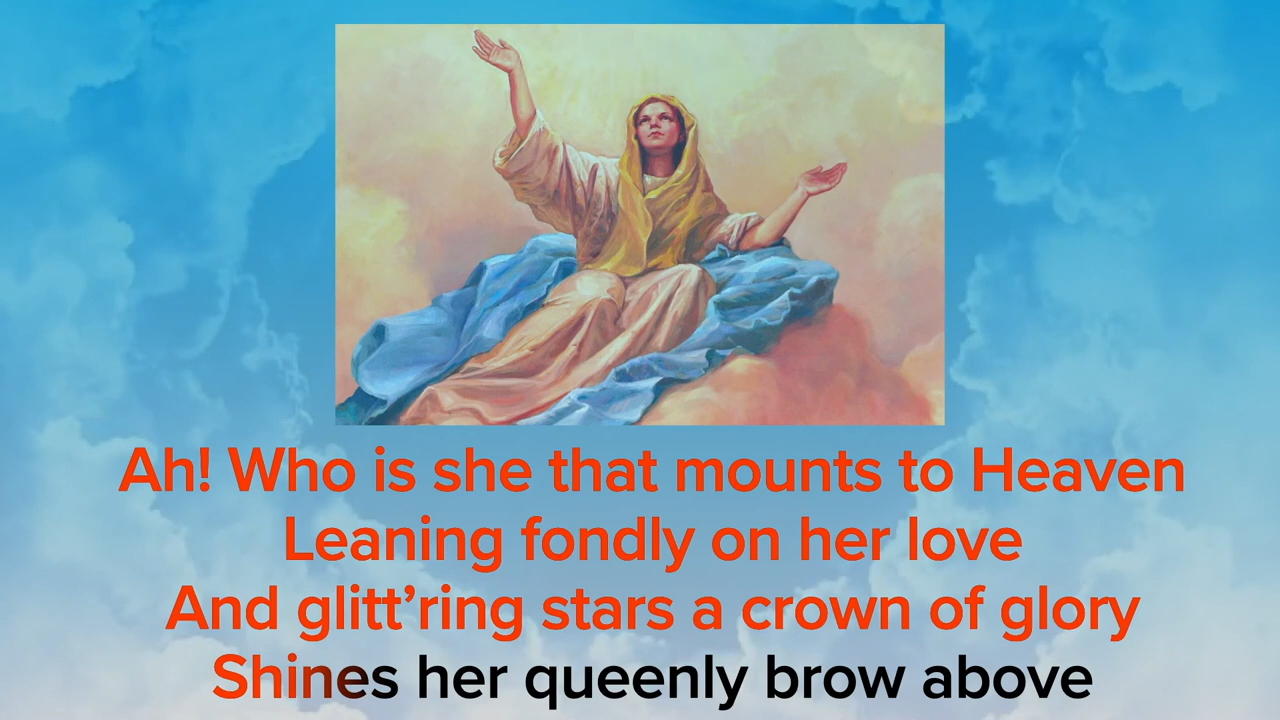 Ah! Who is she that mounts to Heaven
Leaning fondly on her love
And glitt’ring stars a crown of glory
Shines her queenly brow above